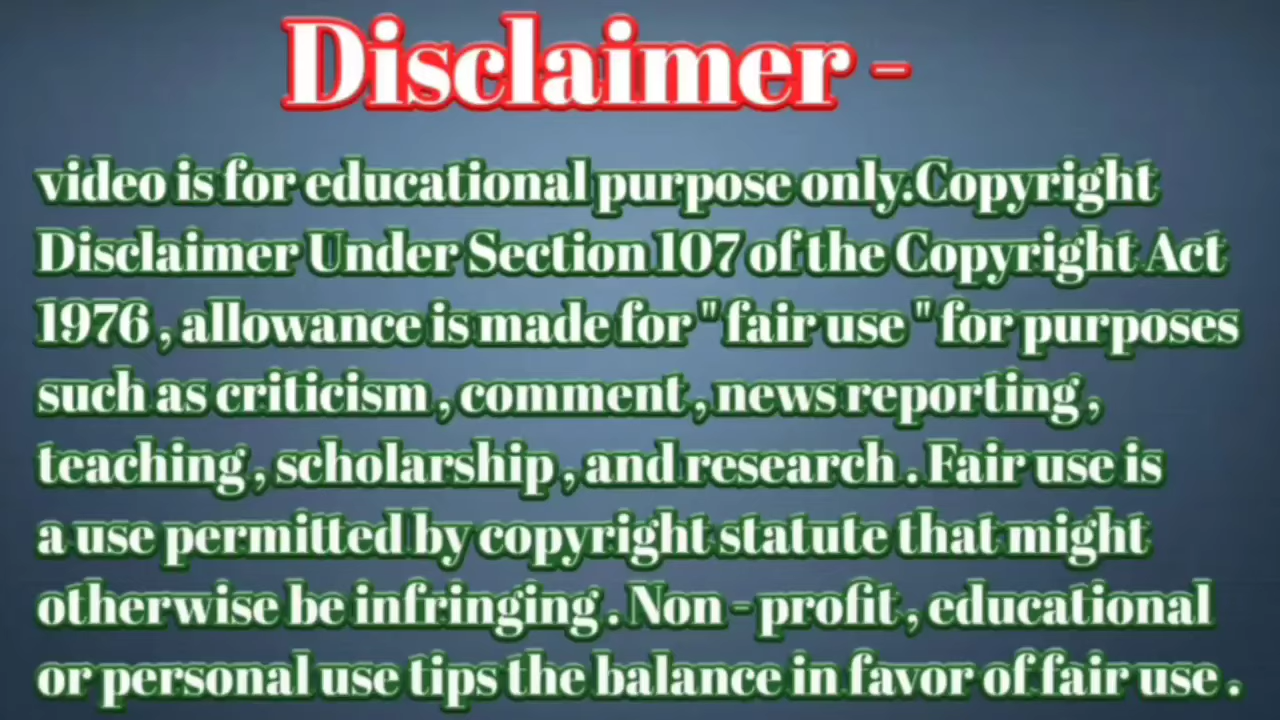 Disclaimer -
video is for educational purpose only.Copyright
Disclaimer Under Section 107 of the Copyright Act
1976 , allowance is made for " fair use " for purposes
such as criticism , comment , news reporting ,
teaching , scholarship , and research . Fair use is
a use permitted by copyright statute that might
otherwise be infringing . Non - profit , educational
or personal use tips the balance in favor of fair use .